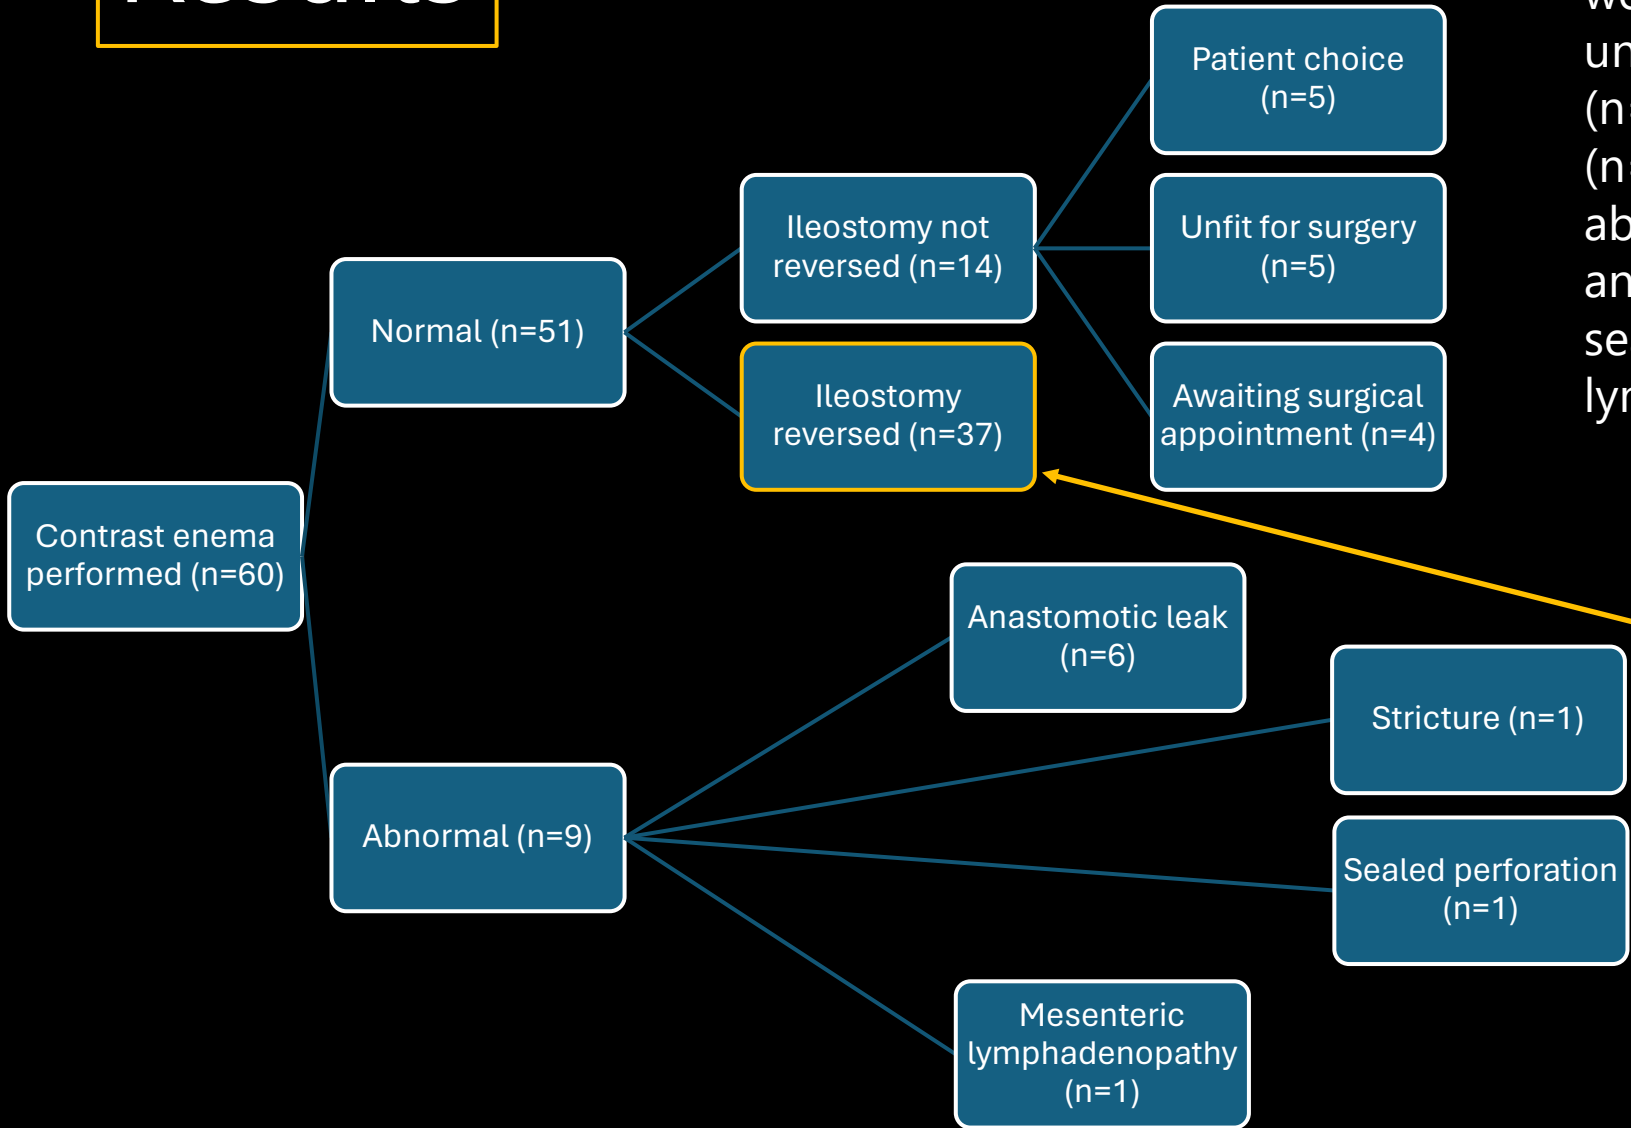 Results
Patient choice
(n=5)
Ileostomy not
reversed (n=14)
Unfit for surgery
(n=5)
Normal (n=51)
Ileostomy
reversed (n=37)
Awaiting surgical
appointment (n=4)
Contrast enema
performed (n=60)
Anastomotic leak
(n=6)
Stricture (n=1)
Abnormal (n=9)
Sealed perforation
(n=1)
Mesenteric
lymphadenopathy
(n=1)